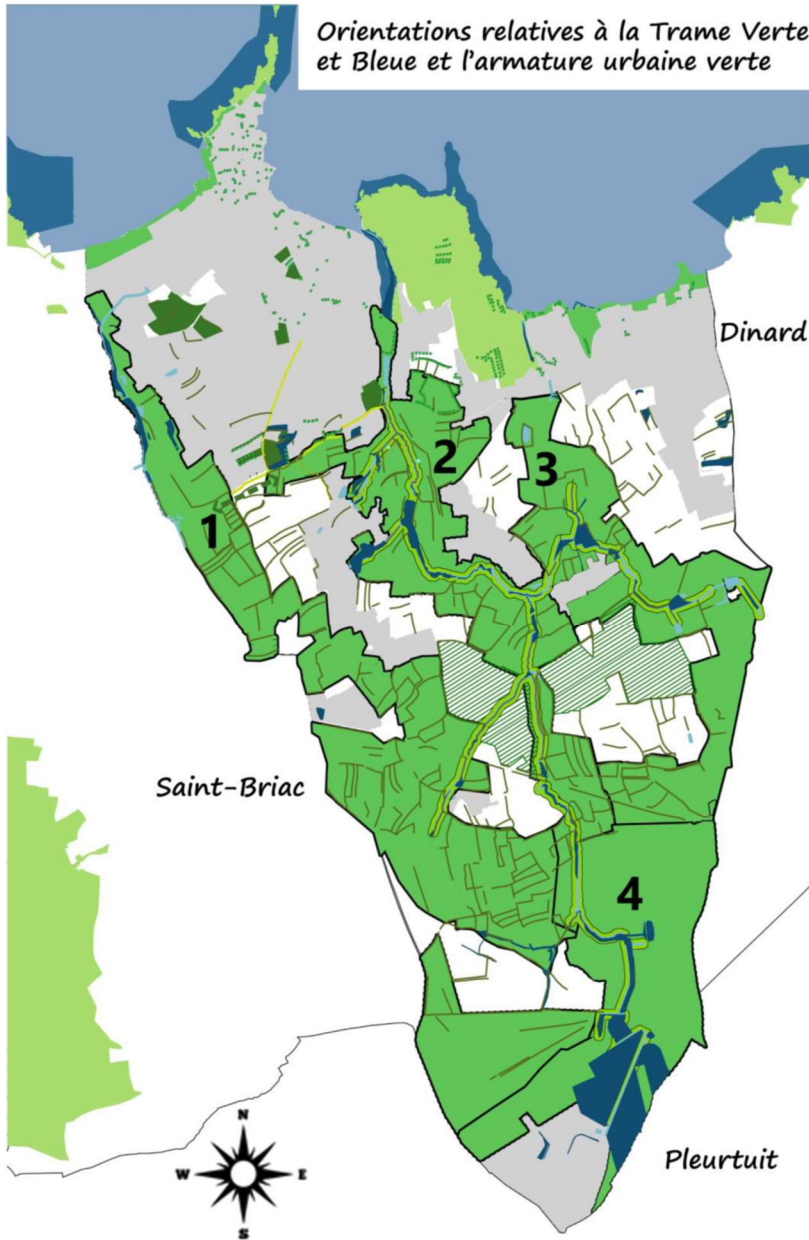 Orientations relatives à la Trame Verte
et Bleue et l'armature urbaine verte
Dinard
2
3
1
Saint-Briac
4
N
W
E
S
Pleurtuit